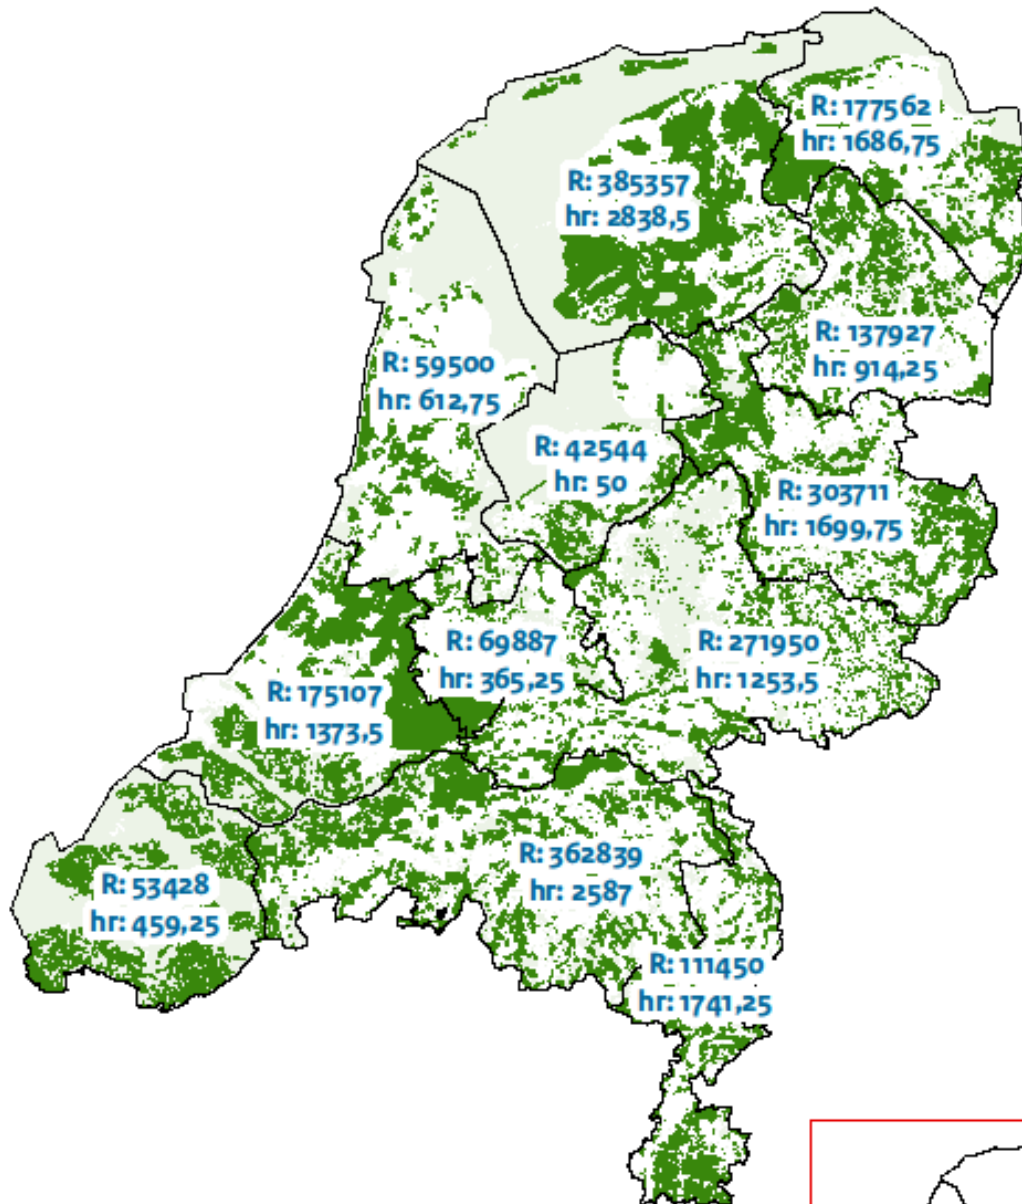 R: 177562
hr: 1686,75
R: 385357
hr: 2838,5
R: 137927
hr: 914,25
R: 59500
hr: 612,75
R: 42544
hr: 50
R: 303711
hr: 1699,75
R: 69887
hr: 365,25
R: 271950
hr: 1253,5
R: 175107
hr: 1373,5
R: 362839
hr: 2587
R: 53428
hr: 459,25
R: 111450
hr: 1741,25